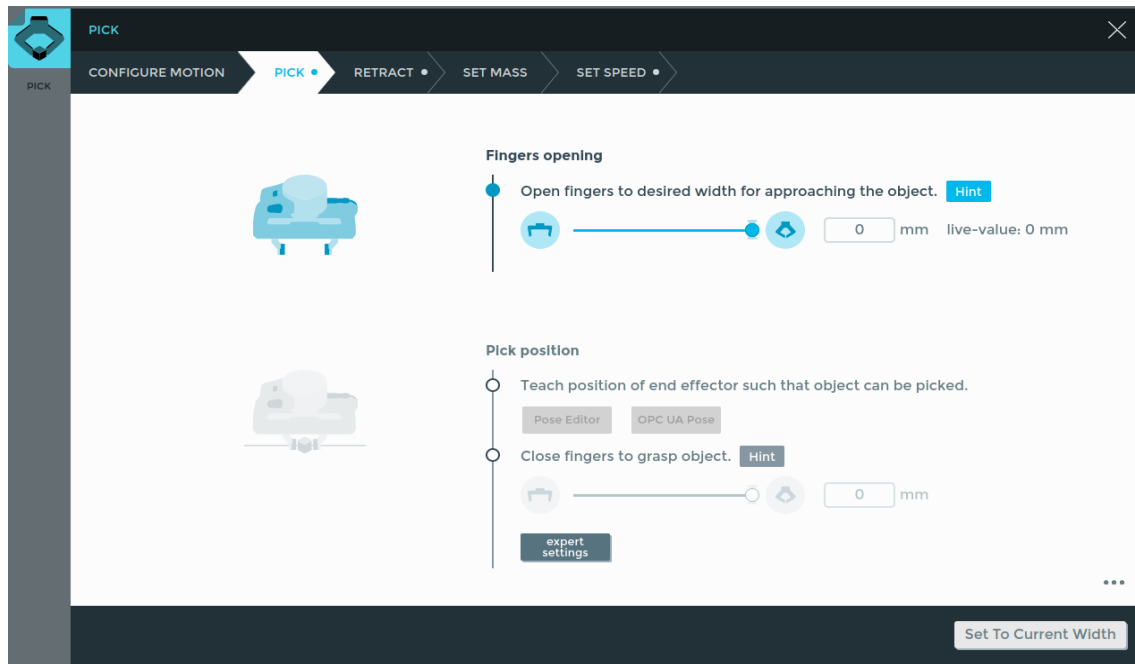 PICK
PICK
CONFIGURE MOTION
PICK
RETRACT
SET MASS
SET SPEED
Fingers opening
Open fingers to desired width for approaching the object. Hint
0 mm live-value: 0 mm
Pick position
Teach position of end effector such that object can be picked.
Pose Editor
OPC UA Pose
Close fingers to grasp object. Hint
0 mm
expert
settings
Set To Current Width